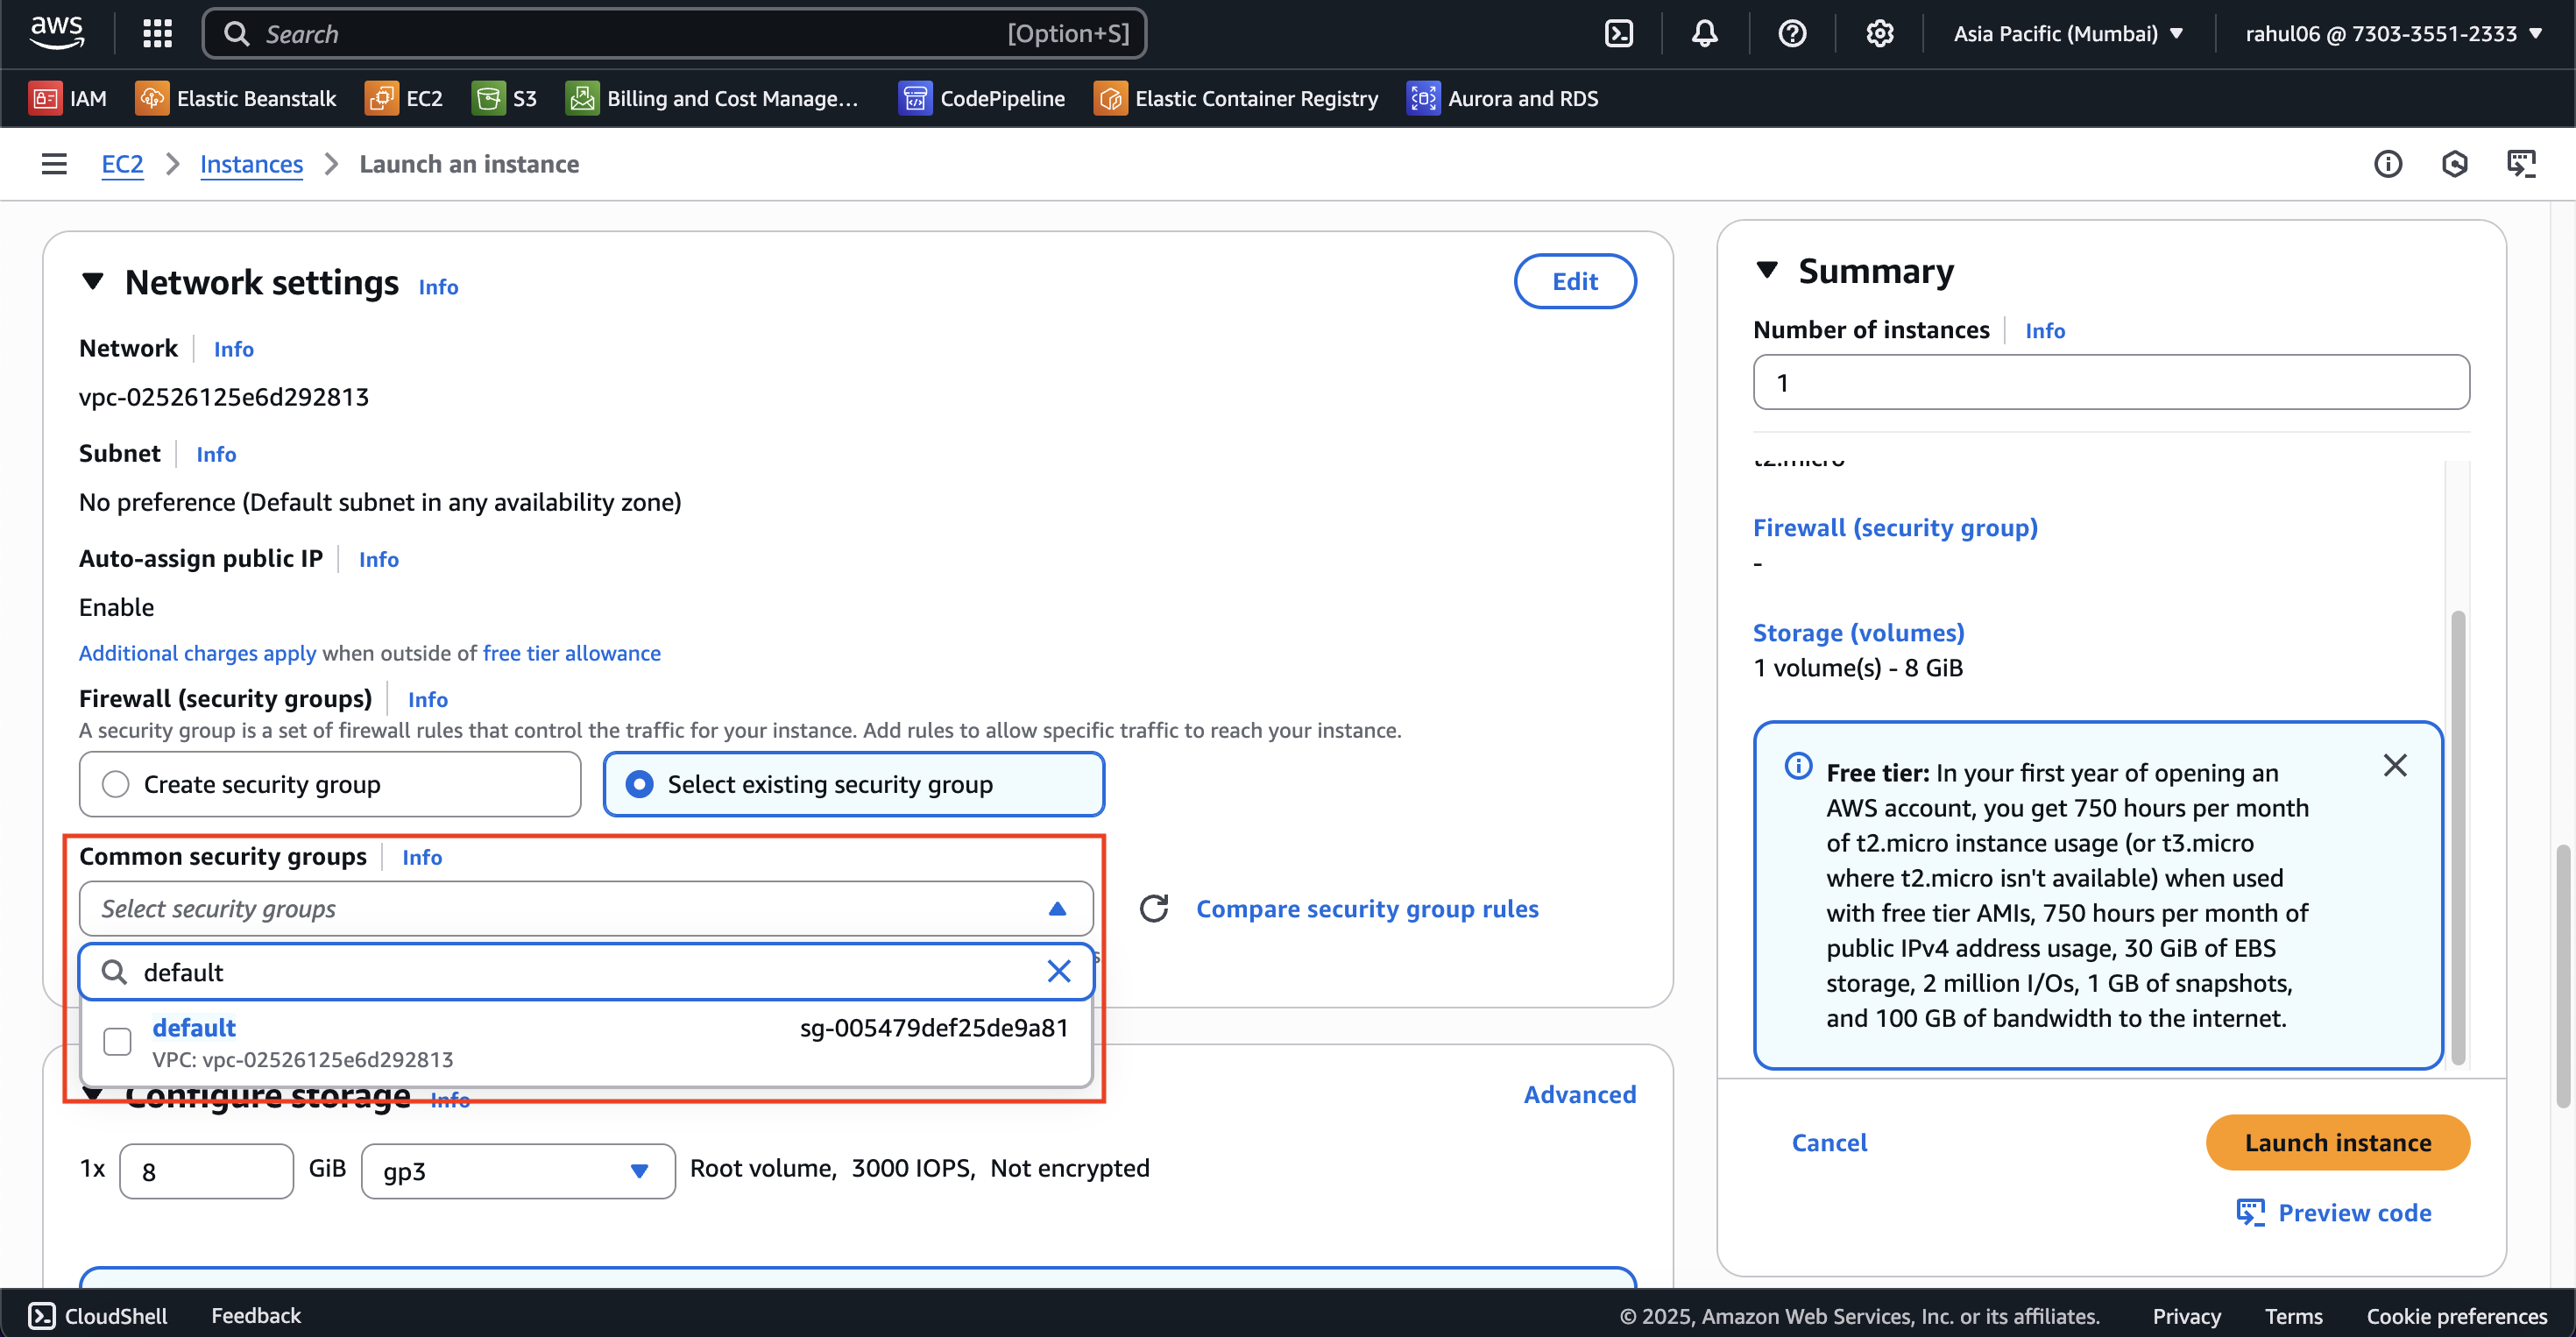 aws
Search [Option+S]
Asia Pacific (Mumbai)
rahul06 @ 7303-3551-2333
IAM
Elastic Beanstalk
EC2
S3
Billing and Cost Manage...
CodePipeline
Elastic Container Registry
Aurora and RDS
EC2
Instances
Launch an instance
Network settings Info
Edit
Network Info
vpc-02526125e6d292813
Subnet Info
No preference (Default subnet in any availability zone)
Auto-assign public IP Info
Enable
Additional charges apply when outside of free tier allowance
Firewall (security groups) Info
A security group is a set of firewall rules that control the traffic for your instance. Add rules to allow specific traffic to reach your instance.
Create security group
Select existing security group
Common security groups Info
Select security groups
Compare security group rules
default
default sg-005479def25de9a81
VPC: vpc-02526125e6d292813
Configure storage Info
Advanced
1x 8 GiB gp3 Root volume, 3000 IOPS, Not encrypted
Summary
Number of instances Info
1
t2.micro
Firewall (security group)
-
Storage (volumes)
1 volume(s) - 8 GiB
Free tier: In your first year of opening an
AWS account, you get 750 hours per month
of t2.micro instance usage (or t3.micro
where t2.micro isn't available) when used
with free tier AMIs, 750 hours per month of
public IPv4 address usage, 30 GiB of EBS
storage, 2 million I/Os, 1 GB of snapshots,
and 100 GB of bandwidth to the internet.
Cancel
Launch instance
Preview code
CloudShell
Feedback
© 2025, Amazon Web Services, Inc. or its affiliates.
Privacy
Terms
Cookie preferences